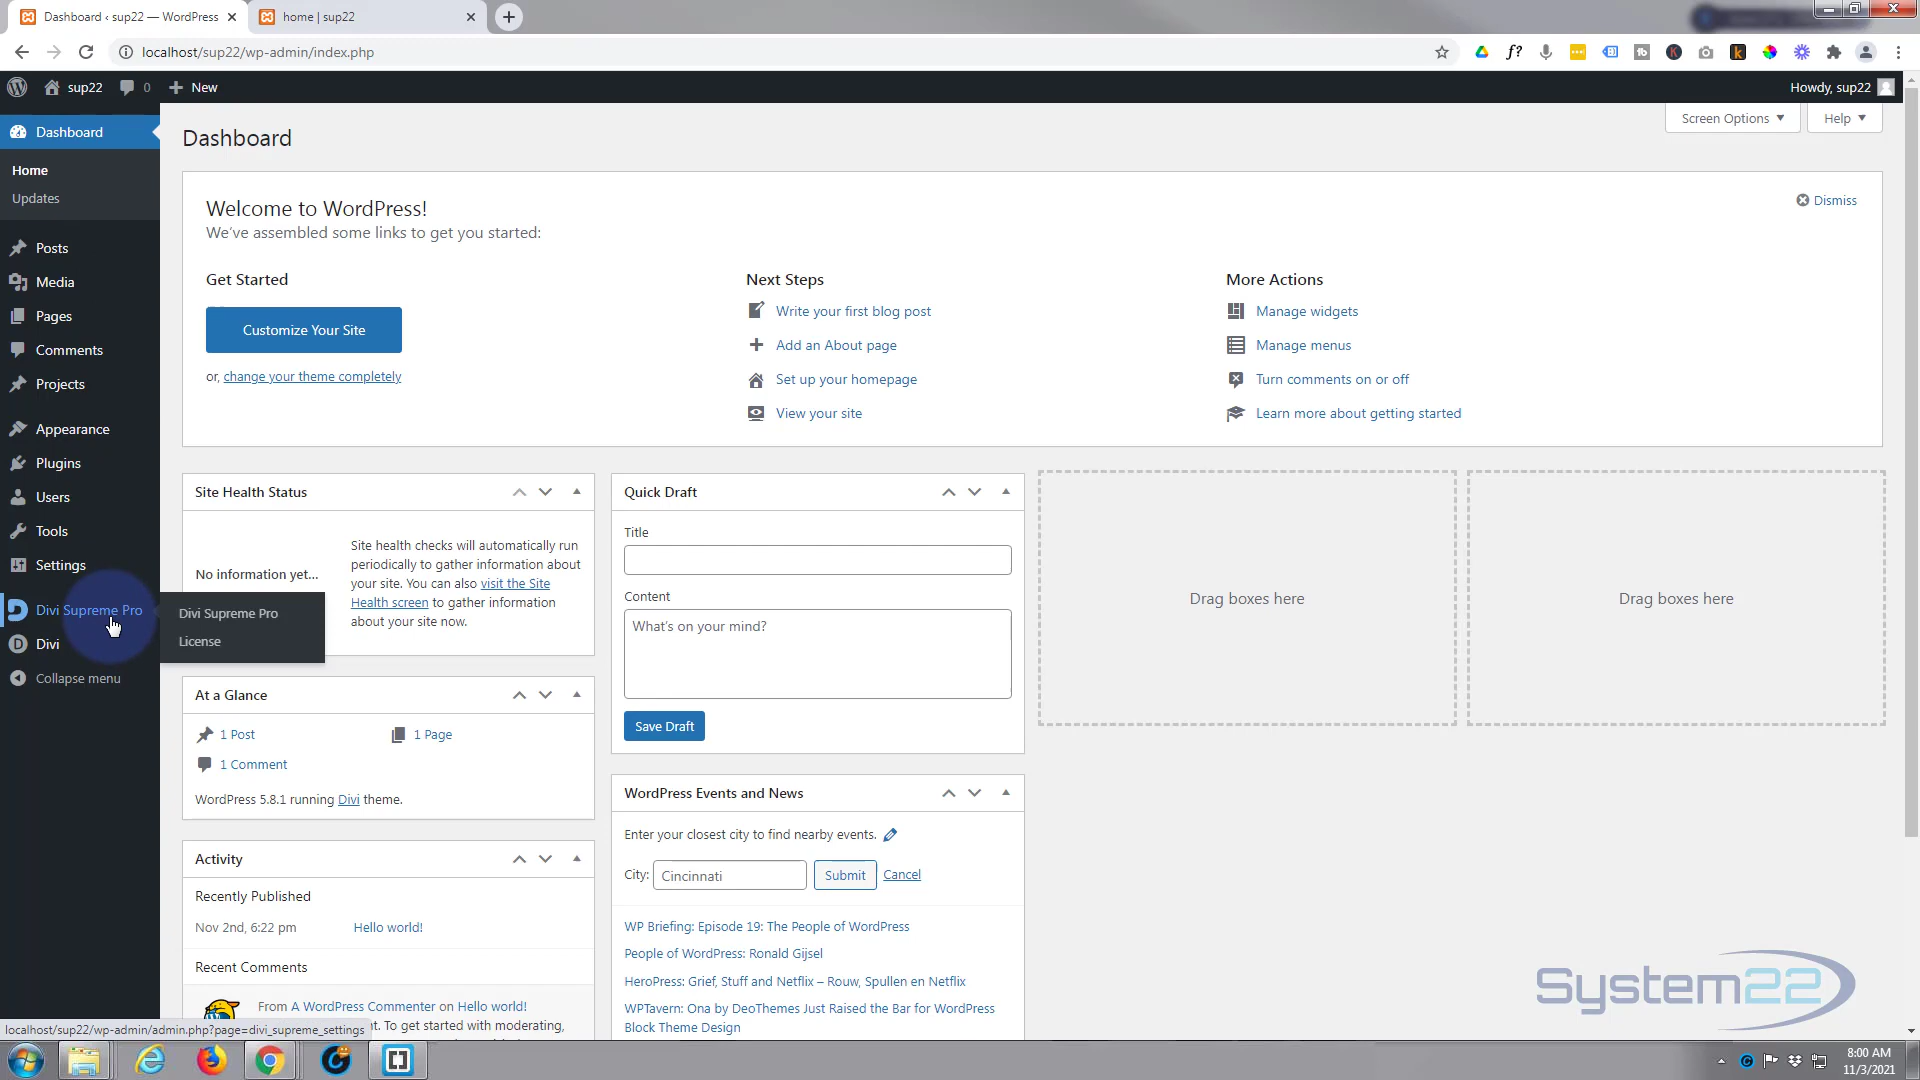 Dashboard ‹ sup22 — WordPress
home | sup22
localhost/sup22/wp-admin/index.php
sup22
0
New
Howdy, sup22
Dashboard
Home
Updates
Posts
Media
Pages
Comments
Projects
Appearance
Plugins
Users
Tools
Settings
Divi Supreme Pro
Divi
Collapse menu
Divi Supreme Pro
License
Dashboard
Screen Options
Help
Welcome to WordPress!
We've assembled some links to get you started:
Dismiss
Get Started
Customize Your Site
or, change your theme completely
Next Steps
Write your first blog post
Add an About page
Set up your homepage
View your site
More Actions
Manage widgets
Manage menus
Turn comments on or off
Learn more about getting started
Site Health Status
No information yet...
Site health checks will automatically run
periodically to gather information about
your site. You can also visit the Site
Health screen to gather information
about your site now.
At a Glance
1 Post
1 Page
1 Comment
WordPress 5.8.1 running Divi theme.
Activity
Recently Published
Nov 2nd, 6:22 pm
Hello world!
Recent Comments
From A WordPress Commenter on Hello world!
t. To get started with moderating,
Quick Draft
Title
Content
What's on your mind?
Save Draft
WordPress Events and News
Enter your closest city to find nearby events.
City:
Cincinnati
Submit
Cancel
WP Briefing: Episode 19: The People of WordPress
People of WordPress: Ronald Gijsel
HeroPress: Grief, Stuff and Netflix – Rouw, Spullen en Netflix
WPTavern: Ona by DeoThemes Just Raised the Bar for WordPress
Block Theme Design
Drag boxes here
Drag boxes here
System22
localhost/sup22/wp-admin/admin.php?page=divi_supreme_settings
8:00 AM
11/3/2021